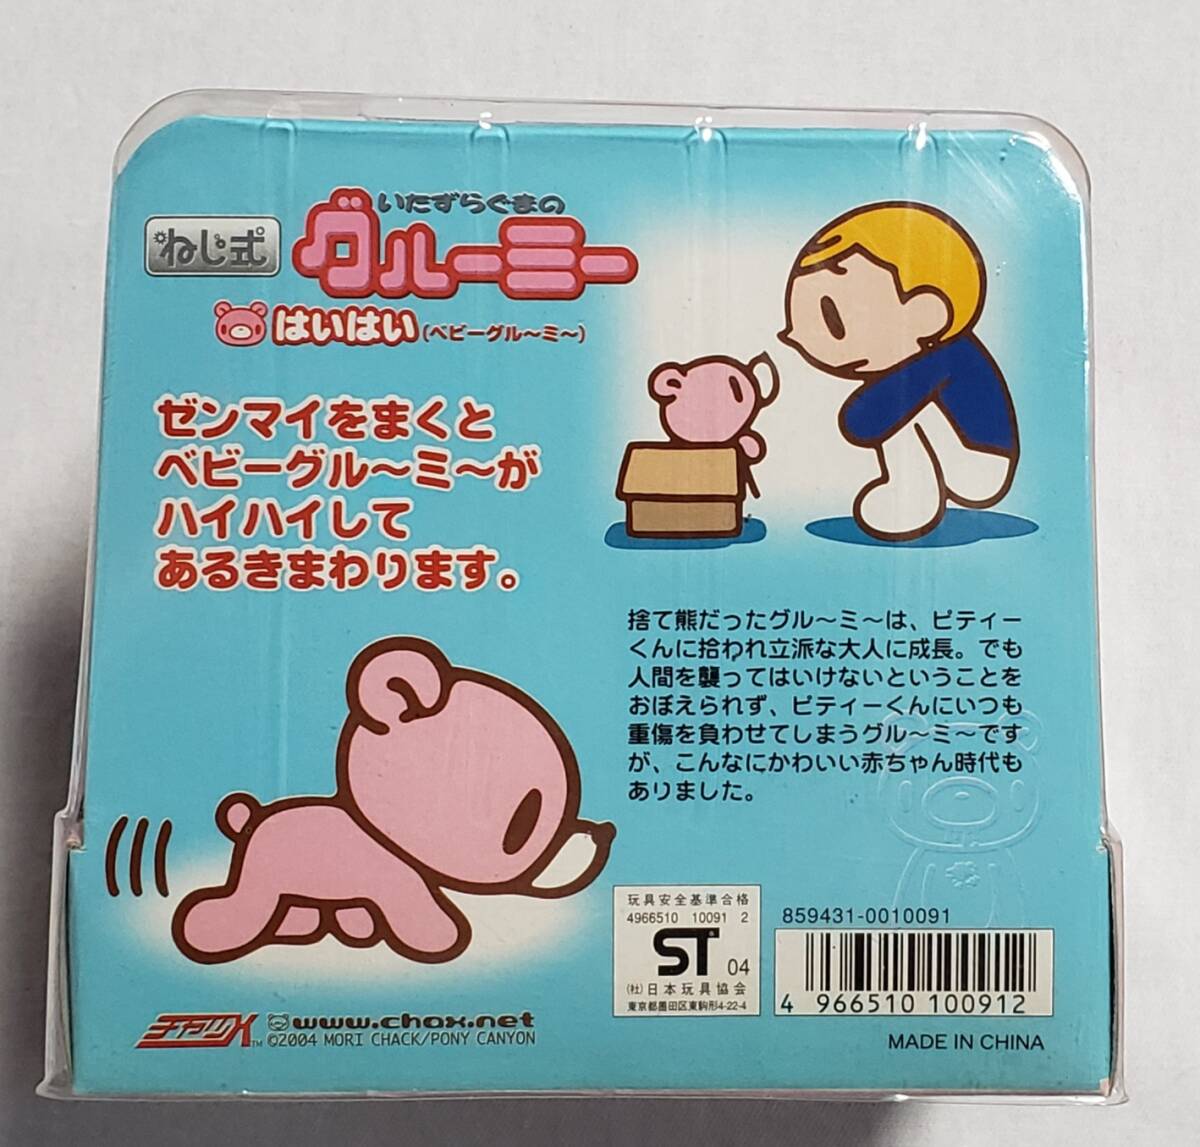 いたずらぐまの
ねじ式
グルーミー
はいはい(ベビーグル〜ミ〜)
ゼンマイをまくと
ベビーグル〜ミ〜が
ハイハイして
あるきまわります。
捨て熊だったグル〜ミ〜は、ピティー
くんに拾われ立派な大人に成長。でも
人間を襲ってはいけないということを
おぼえられず、ピティーくんにいつも
重傷を負わせてしまうグル〜ミ〜です
が、こんなにかわいい赤ちゃん時代も
ありました。
玩具安全基準合格
4966510 10091 2
ST 04
(社)日本玩具協会
東京都墨田区東駒形4-22-4
859431-0010091
4 966510 100912
チャックス TM
www.chax.net
©2004 MORI CHACK/PONY CANYON
MADE IN CHINA